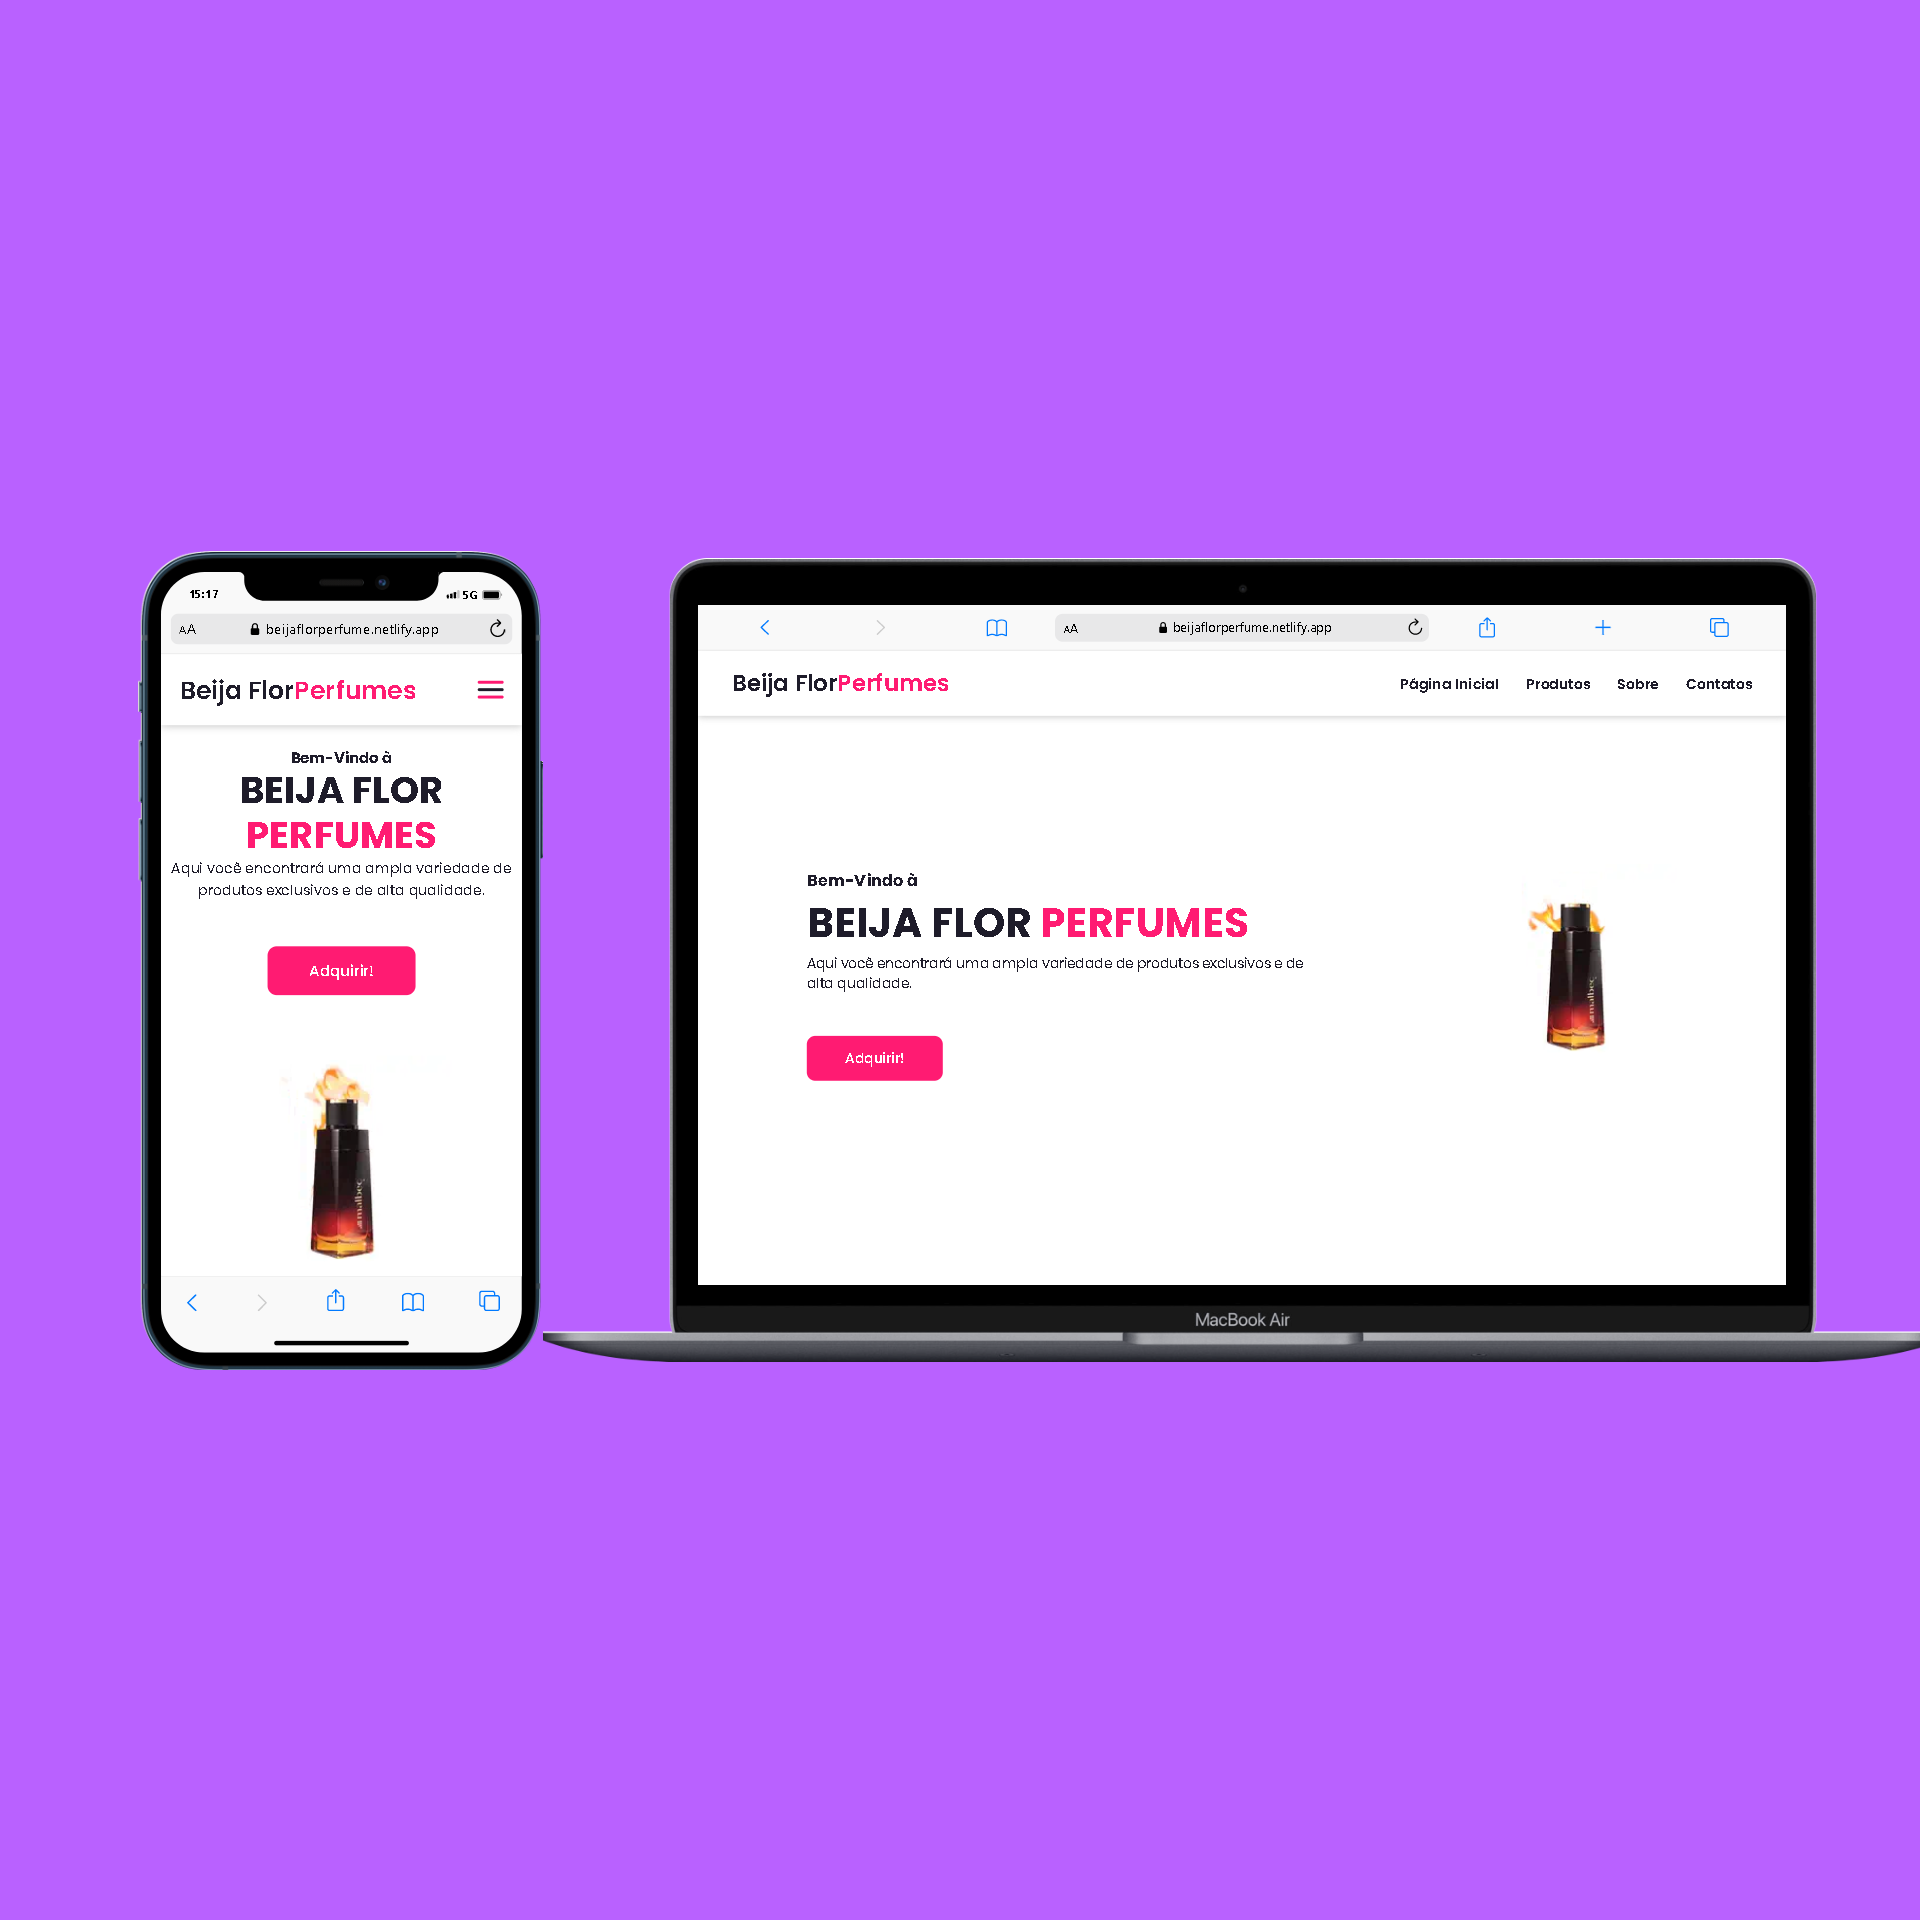 15:17
5G
AA
beijaflorperfume.netlify.app
Beija FlorPerfumes
Bem-Vindo à
BEIJA FLOR
PERFUMES
Aqui você encontrará uma ampla variedade de
produtos exclusivos e de alta qualidade.
Adquirir!
malbec
AA
beijaflorperfume.netlify.app
Beija FlorPerfumes
Página Inicial Produtos Sobre Contatos
Bem-Vindo à
BEIJA FLOR PERFUMES
Aqui você encontrará uma ampla variedade de produtos exclusivos e de
alta qualidade.
Adquirir!
malbec
MacBook Air